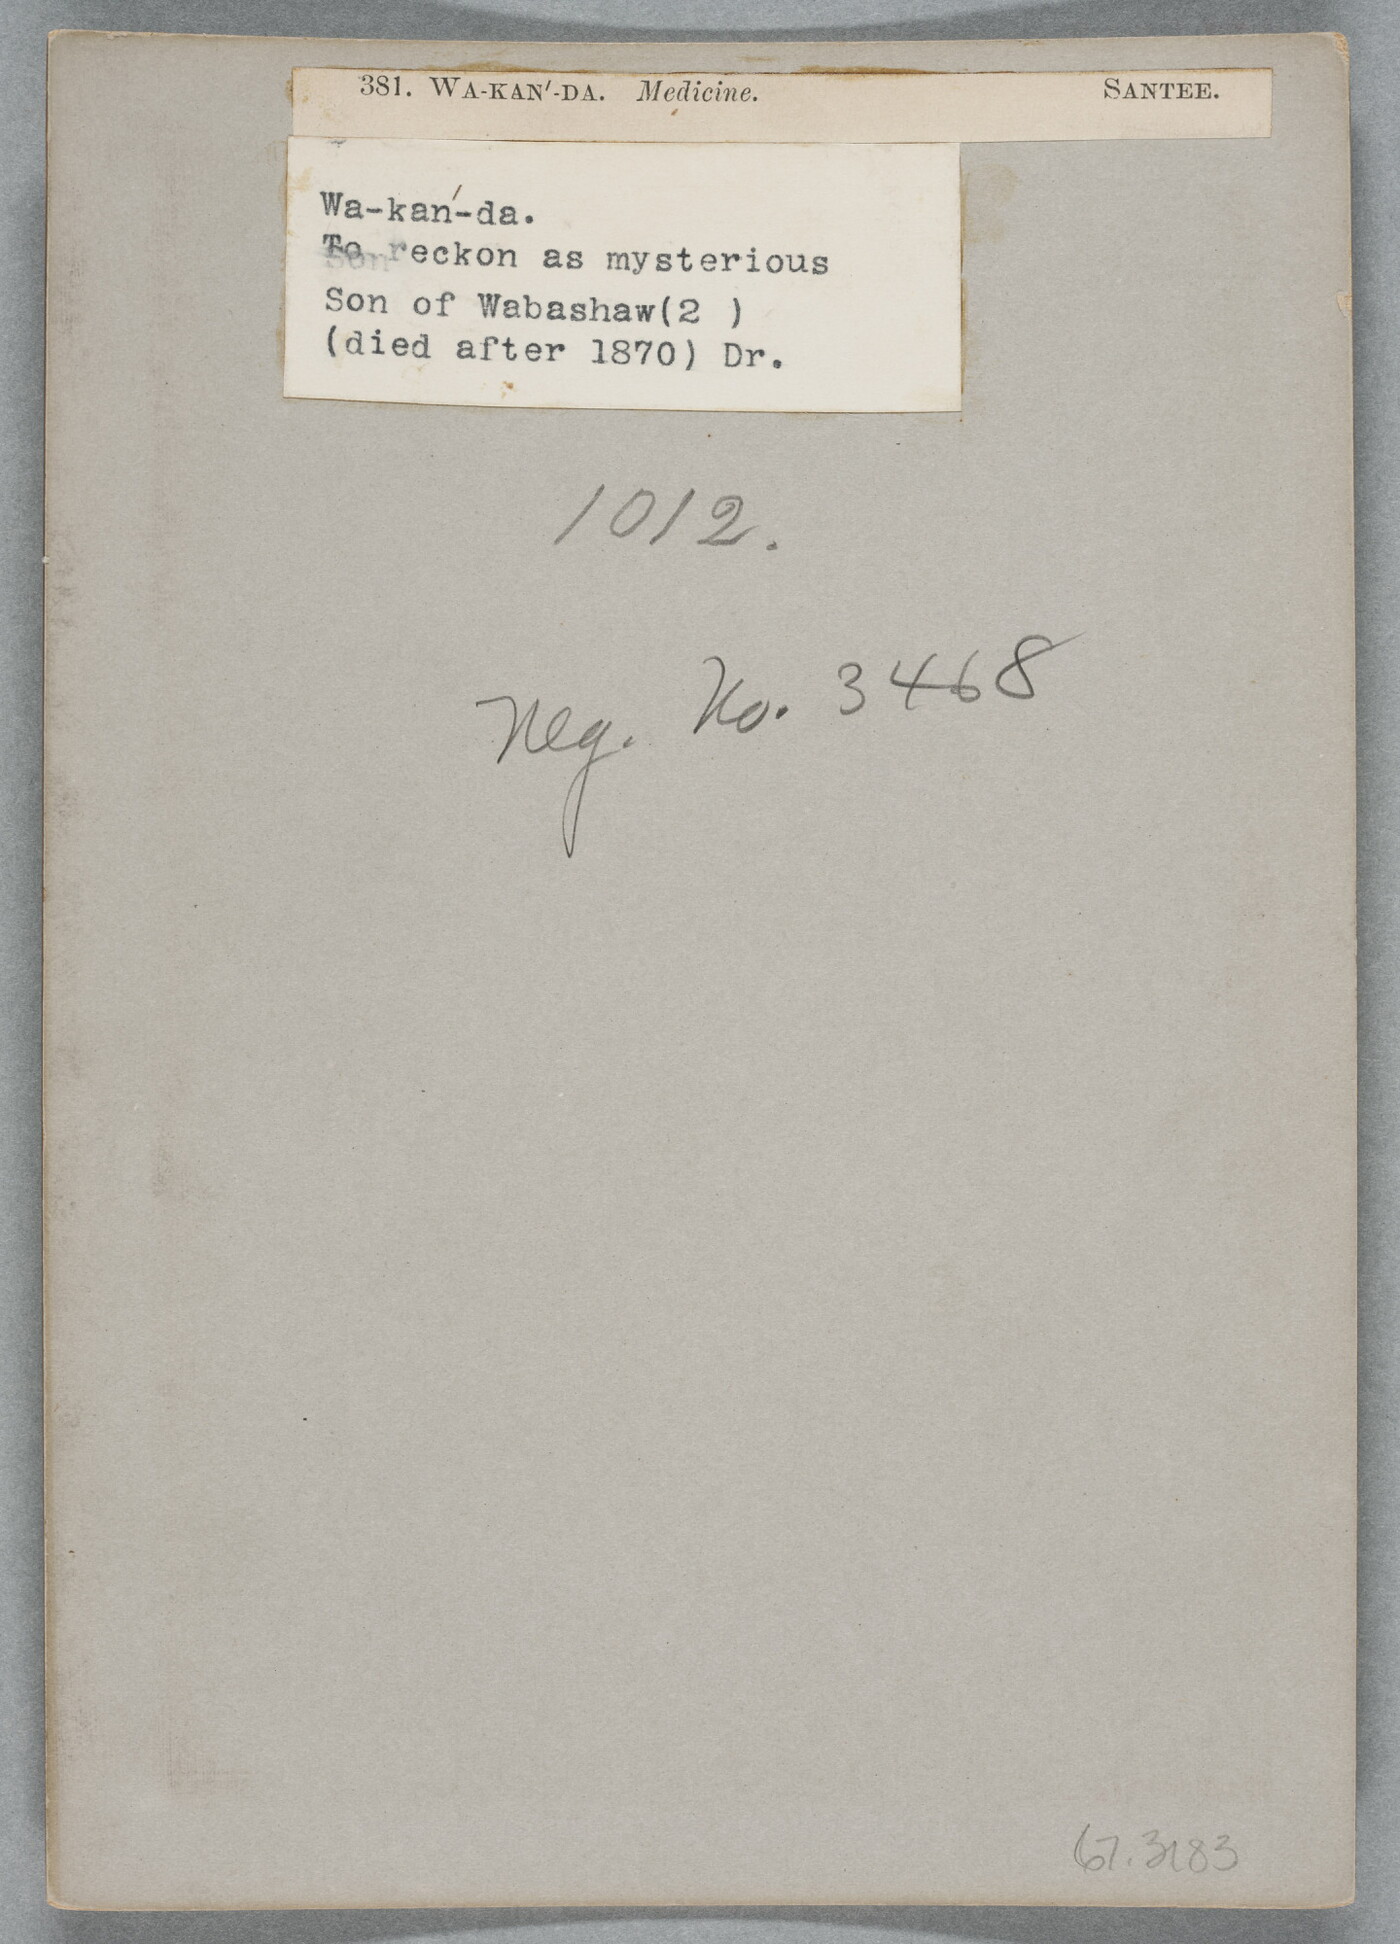 381. WA-KAN'-DA. Medicine. SANTEE.
Wa-kan'-da.
To reckon as mysterious
Son of Wabashaw(2 )
(died after 1870) Dr.
1012.
Neg. No. 3468
67.3183